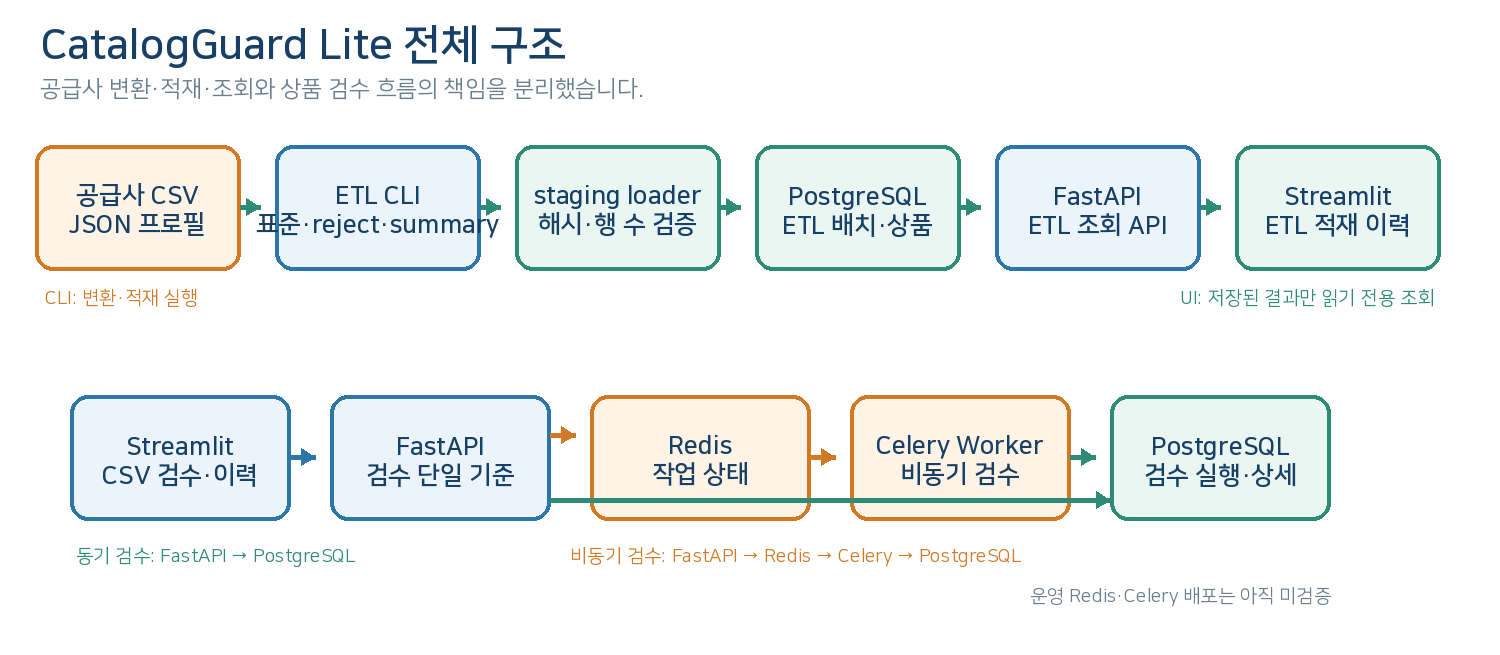 CatalogGuard Lite 전체 구조
공급사 변환·적재·조회와 상품 검수 흐름의 책임을 분리했습니다.
공급사 CSV
JSON 프로필
ETL CLI
표준·reject·summary
staging loader
해시·행 수 검증
PostgreSQL
ETL 배치·상품
FastAPI
ETL 조회 API
Streamlit
ETL 적재 이력
CLI: 변환·적재 실행
UI: 저장된 결과만 읽기 전용 조회
Streamlit
CSV 검수·이력
FastAPI
검수 단일 기준
Redis
작업 상태
Celery Worker
비동기 검수
PostgreSQL
검수 실행·상세
동기 검수: FastAPI → PostgreSQL
비동기 검수: FastAPI → Redis → Celery → PostgreSQL
운영 Redis·Celery 배포는 아직 미검증